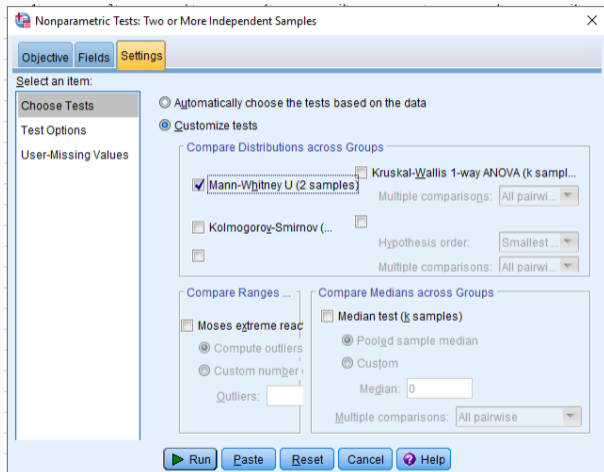 Nonparametric Tests: Two or More Independent Samples
Objective Fields Settings
Select an item:
Choose Tests
Test Options
User-Missing Values
Automatically choose the tests based on the data
Customize tests
Compare Distributions across Groups
Mann-Whitney U (2 samples)
Kruskal-Wallis 1-way ANOVA (k sampl...
Multiple comparisons: All pairwi...
Kolmogorov-Smirnov (...
Hypothesis order: Smallest ...
Multiple comparisons: All pairwi...
Compare Ranges ...
Moses extreme reac
Compute outliers
Custom number
Outliers:
Compare Medians across Groups
Median test (k samples)
Pooled sample median
Custom
Median: 0
Multiple comparisons: All pairwise
Run Paste Reset Cancel Help